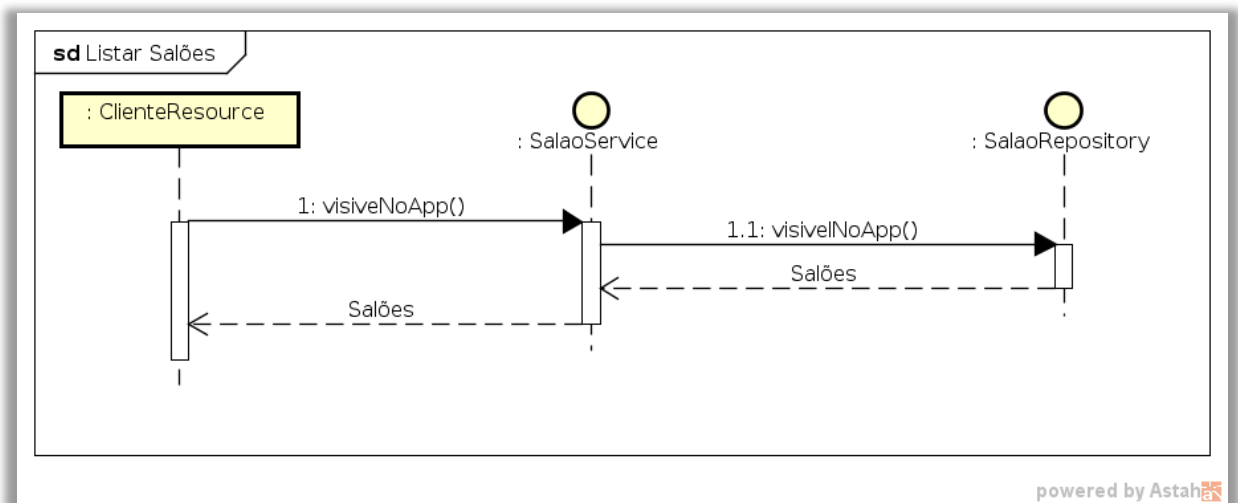 sd Listar Salões
: ClienteResource
: SalaoService
: SalaoRepository
1: visiveNoApp()
1.1: visivelNoApp()
Salões
Salões
powered by Astah